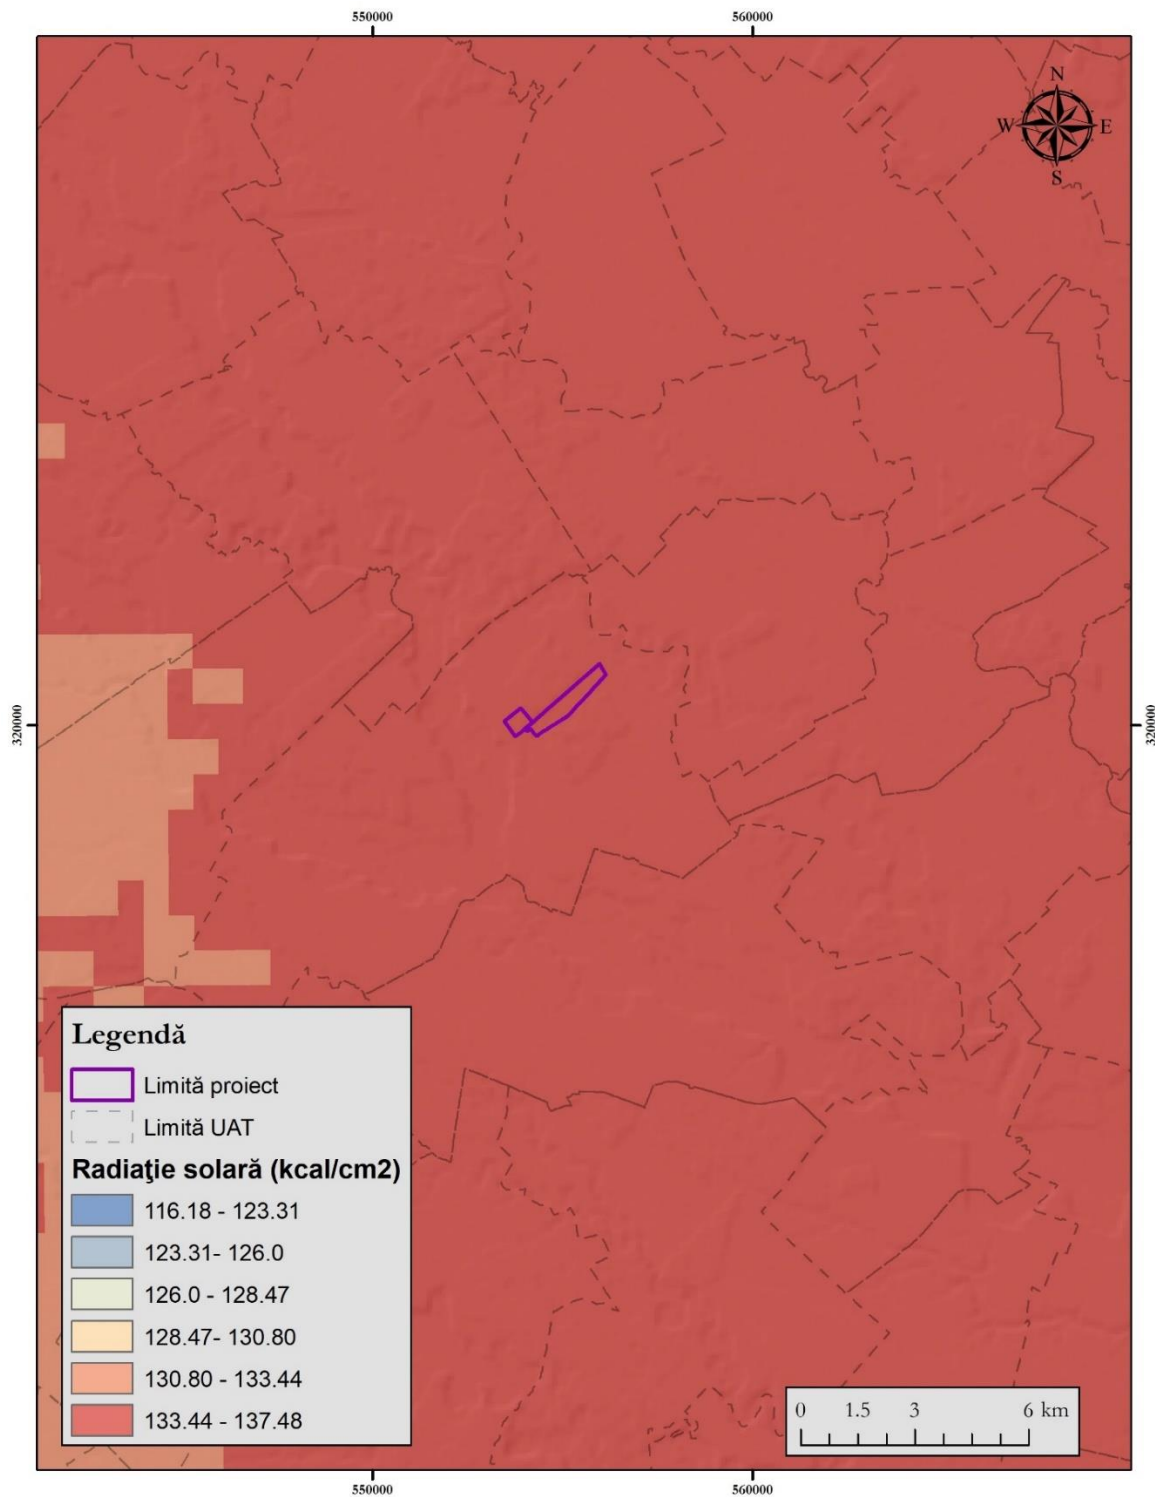 550000
560000
N
W
E
S
320000
320000
Legendă
Limită proiect
Limită UAT
Radiaţie solară (kcal/cm2)
116.18 - 123.31
123.31- 126.0
126.0 - 128.47
128.47- 130.80
130.80 - 133.44
133.44 - 137.48
0 1.5 3 6 km
550000
560000